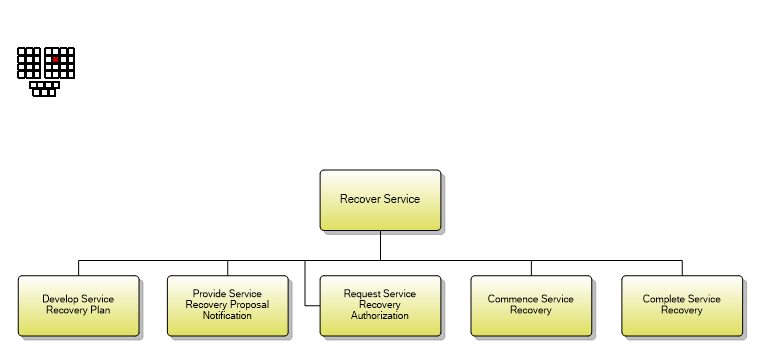 Recover Service
Develop Service
Recovery Plan
Provide Service
Recovery Proposal
Notification
Request Service
Recovery
Authorization
Commence Service
Recovery
Complete Service
Recovery